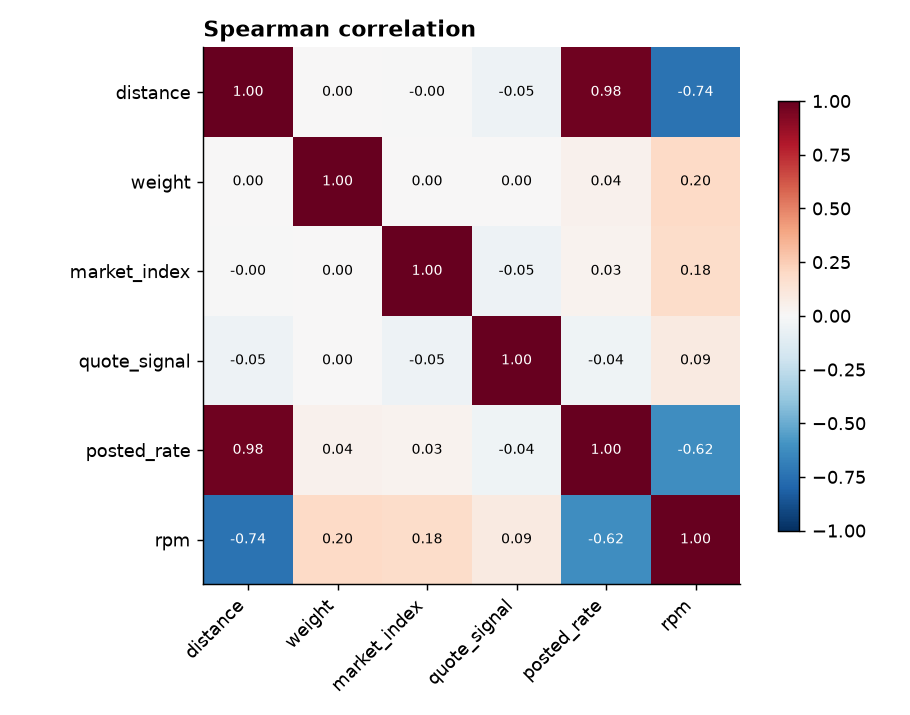 Spearman correlation
distance 1.00 0.00 -0.00 -0.05 0.98 -0.74
weight 0.00 1.00 0.00 0.00 0.04 0.20
market_index -0.00 0.00 1.00 -0.05 0.03 0.18
quote_signal -0.05 0.00 -0.05 1.00 -0.04 0.09
posted_rate 0.98 0.04 0.03 -0.04 1.00 -0.62
rpm -0.74 0.20 0.18 0.09 -0.62 1.00
distance weight market_index quote_signal posted_rate rpm
1.00
0.75
0.50
0.25
0.00
−0.25
−0.50
−0.75
−1.00